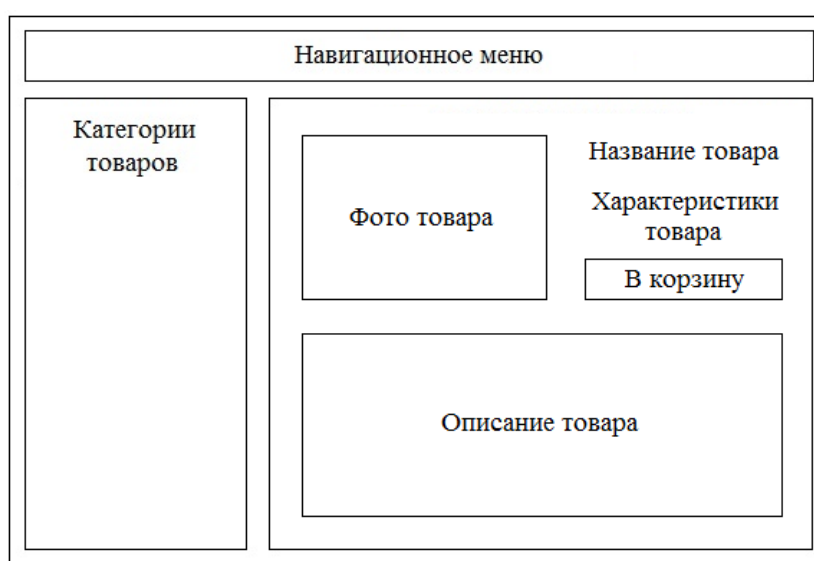 Навигационное меню
Категории
товаров
Фото товара
Название товара
Характеристики
товара
В корзину
Описание товара